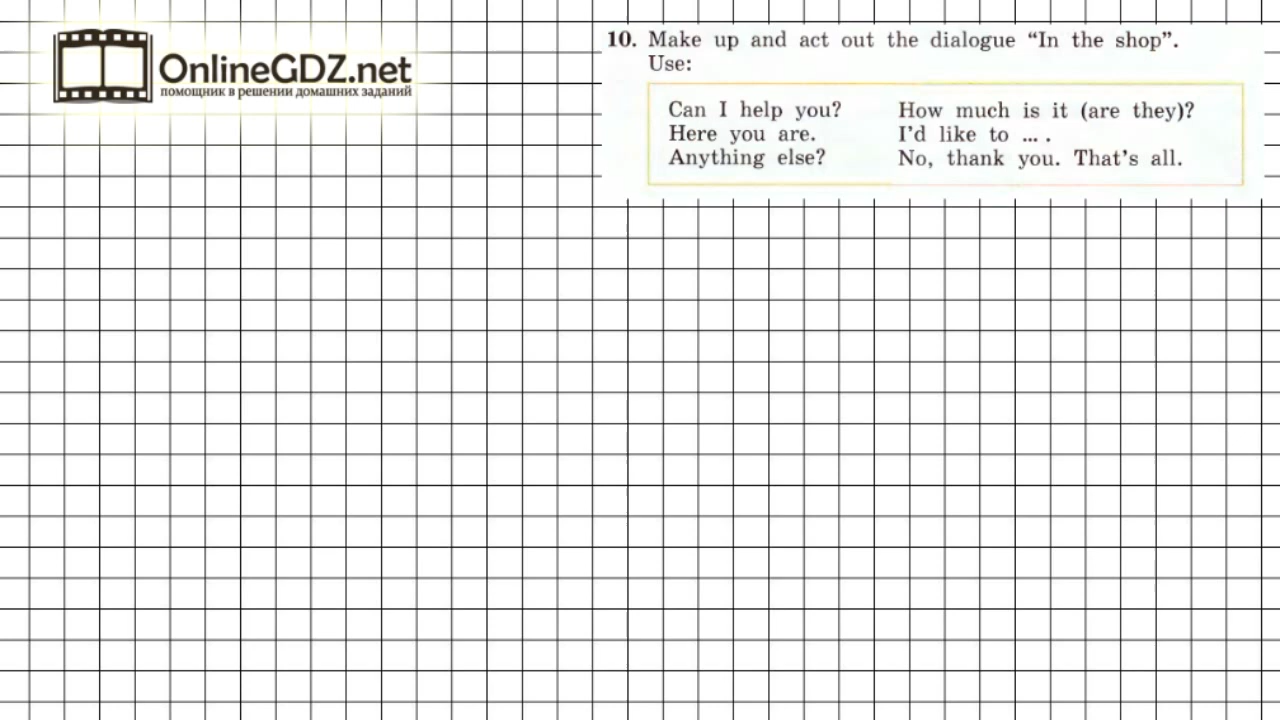 OnlineGDZ.net
помощник в решении домашних заданий
10. Make up and act out the dialogue “In the shop”.
Use:
Can I help you?
Here you are.
Anything else?
How much is it (are they)?
I’d like to ... .
No, thank you. That’s all.